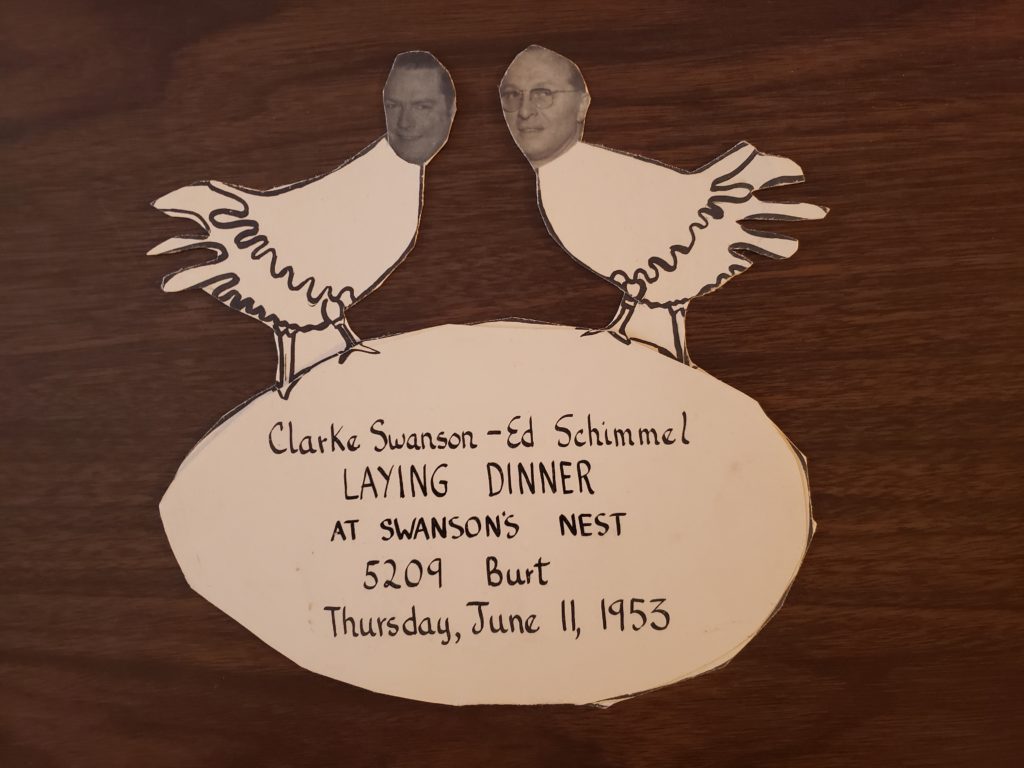 Clarke Swanson - Ed Schimmel
LAYING DINNER
AT SWANSON'S NEST
5209 Burt
Thursday, June 11, 1953